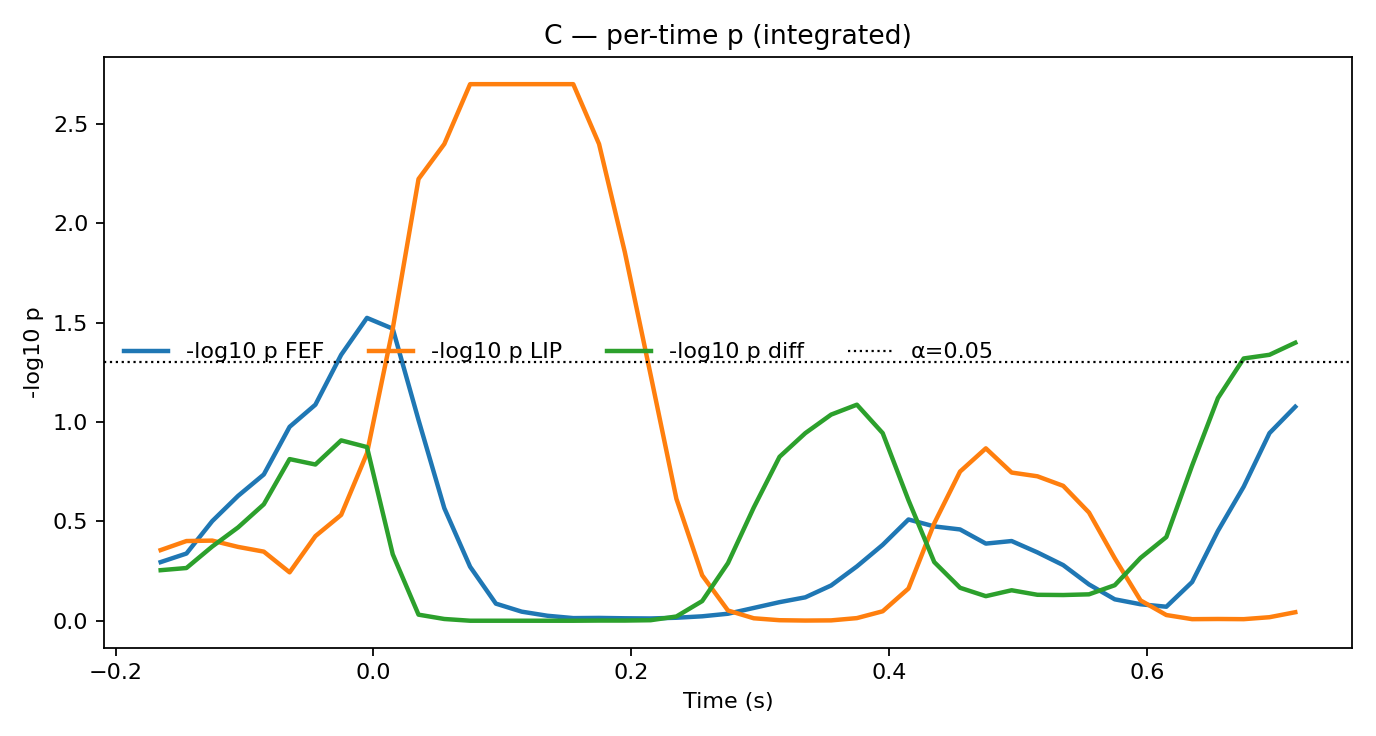 C — per-time p (integrated)
2.5
2.0
1.5
1.0
0.5
0.0
-log10 p
-log10 p FEF -log10 p LIP -log10 p diff α=0.05
−0.2 0.0 0.2 0.4 0.6
Time (s)